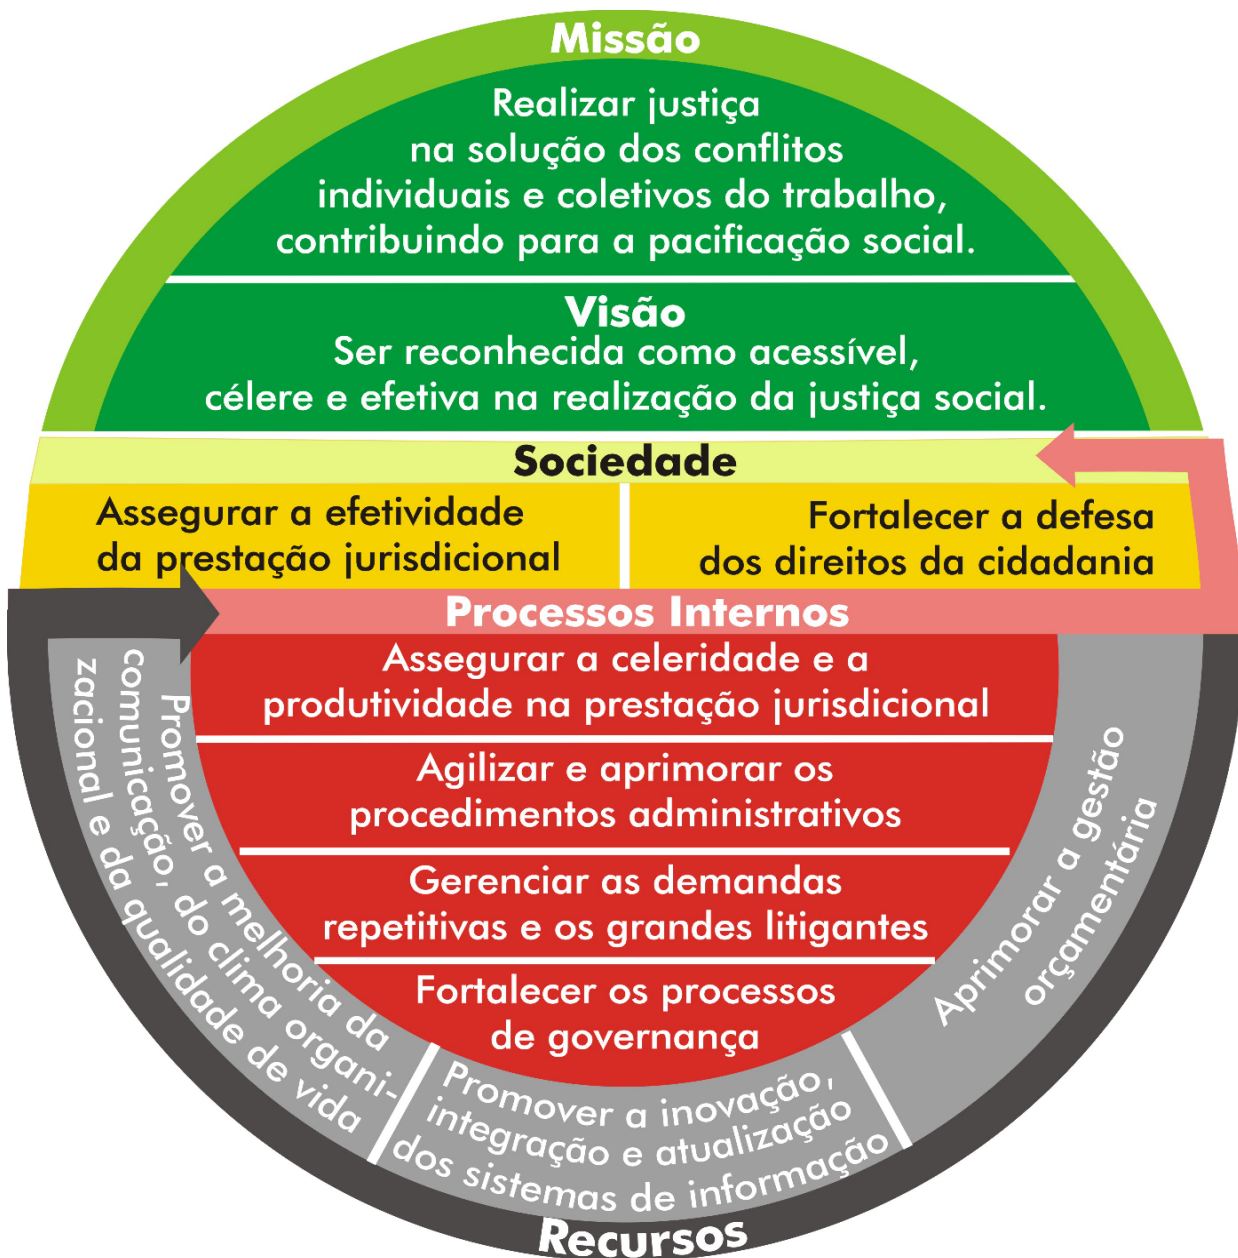 Missão
Realizar justiça
na solução dos conflitos
individuais e coletivos do trabalho,
contribuindo para a pacificação social.
Visão
Ser reconhecida como acessível,
célere e efetiva na realização da justiça social.
Sociedade
Assegurar a efetividade
da prestação jurisdicional
Fortalecer a defesa
dos direitos da cidadania
Processos Internos
Assegurar a celeridade e a
produtividade na prestação jurisdicional
Agilizar e aprimorar os
procedimentos administrativos
Gerenciar as demandas
repetitivas e os grandes litigantes
Fortalecer os processos
de governança
Promover a melhoria da
comunicação, do clima organi-
zacional e da qualidade de vida
Promover a inovação,
integração e atualização
dos sistemas de informação
Aprimorar a gestão
orçamentária
Recursos